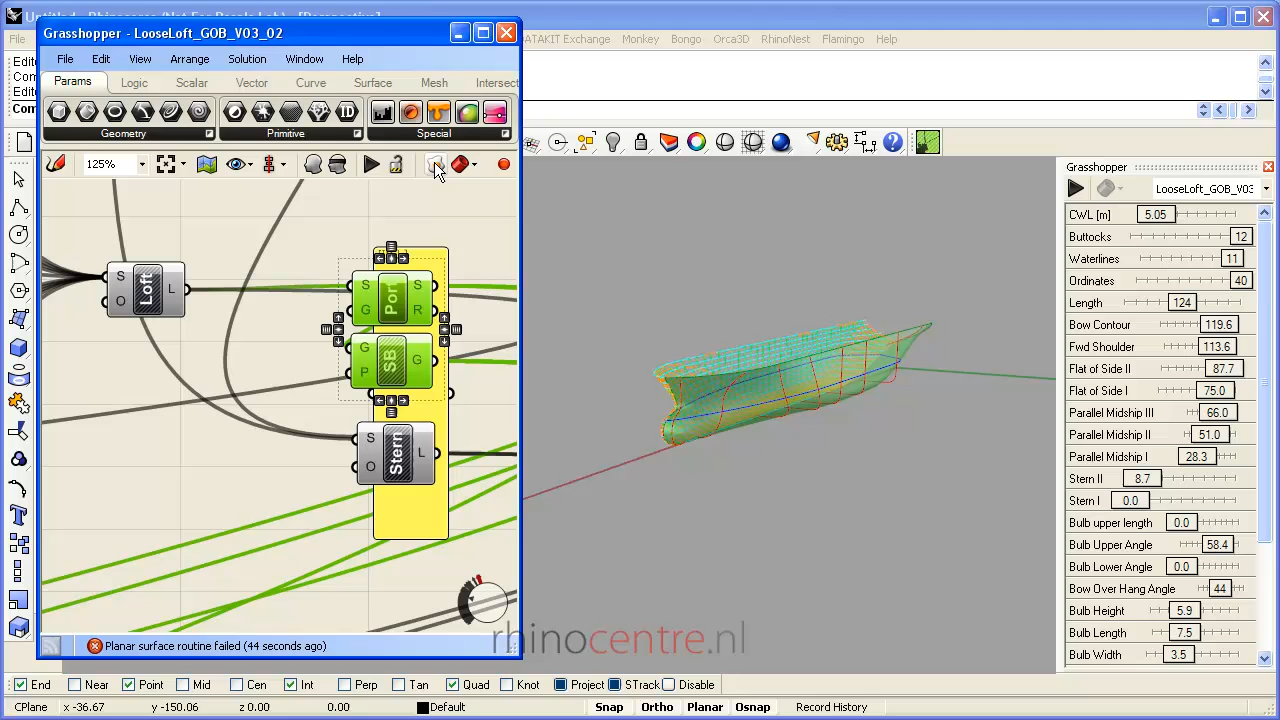 Grasshopper - LooseLoft_GOB_V03_02
File Edit View Arrange Solution Window Help
DATAKIT Exchange Monkey Bongo Orca3D RhinoNest Flamingo Help
Params Logic Scalar Vector Curve Surface Mesh Intersect
Geometry Primitive Special
125%
Loft
S
O
L
S
G
S
R
G
P
SB
G
S
O
Stern
L
Planar surface routine failed (44 seconds ago)
rhinocentre.nl
Grasshopper
CWL [m] 5.05
Buttocks 12
Waterlines 11
Ordinates 40
Length 124
Bow Contour 119.6
Fwd Shoulder 113.6
Flat of Side II 87.7
Flat of Side I 75.0
Parallel Midship III 66.0
Parallel Midship II 51.0
Parallel Midship I 28.3
Stern II 8.7
Stern I 0.0
Bulb upper length 0.0
Bulb Upper Angle 58.4
Bulb Lower Angle 0.0
Bow Over Hang Angle 44
Bulb Height 5.9
Bulb Length 7.5
Bulb Width 3.5
End Near Point Mid Cen Int Perp Tan Quad Knot Project STrack Disable
CPlane x -36.67 y -150.06 z 0.00 0.00 Default Snap Ortho Planar Osnap Record History